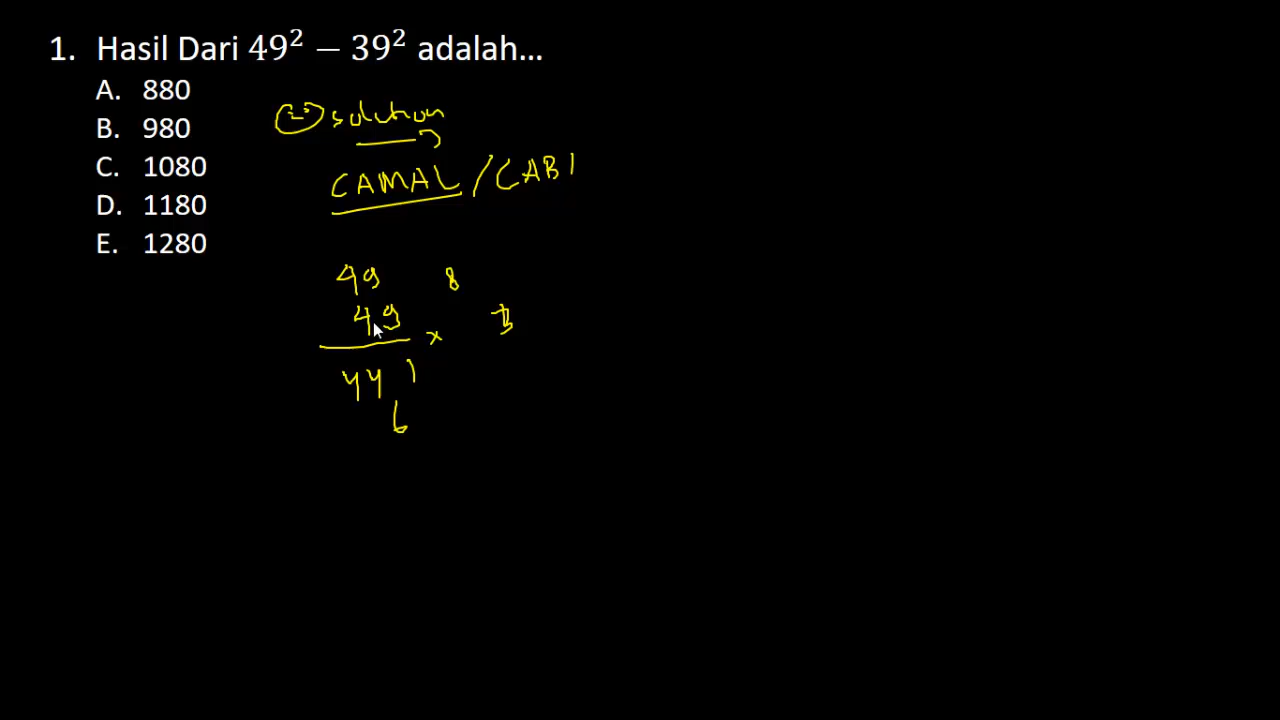 1. Hasil Dari 49² − 39² adalah...
A. 880
B. 980
C. 1080
D. 1180
E. 1280
2 solution
CAMAL / CABI
49 8
49 ×
441
6